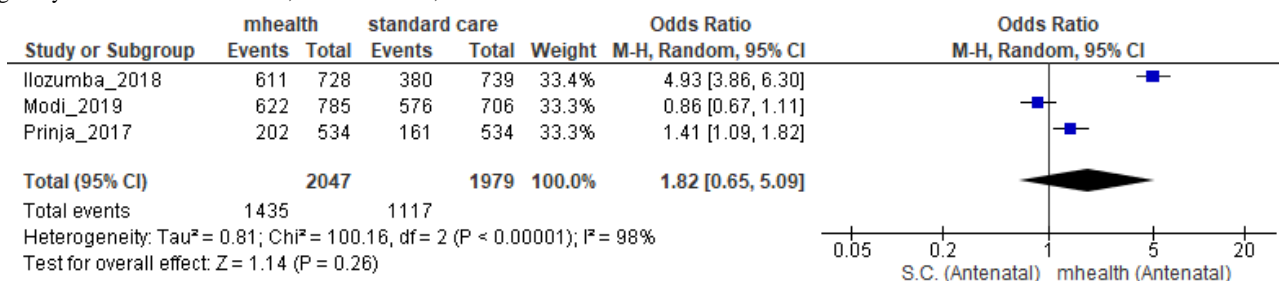 mhealth standard care Odds Ratio Odds Ratio
Study or Subgroup Events Total Events Total Weight M-H, Random, 95% CI M-H, Random, 95% CI
Ilozumba_2018 611 728 380 739 33.4% 4.93 [3.86, 6.30]
Modi_2019 622 785 576 706 33.3% 0.86 [0.67, 1.11]
Prinja_2017 202 534 161 534 33.3% 1.41 [1.09, 1.82]
Total (95% CI) 2047 1979 100.0% 1.82 [0.65, 5.09]
Total events 1435 1117
Heterogeneity: Tau² = 0.81; Chi² = 100.16, df = 2 (P < 0.00001); I² = 98%
Test for overall effect: Z = 1.14 (P = 0.26)
0.05 0.2 1 5 20
S.C. (Antenatal) mhealth (Antenatal)